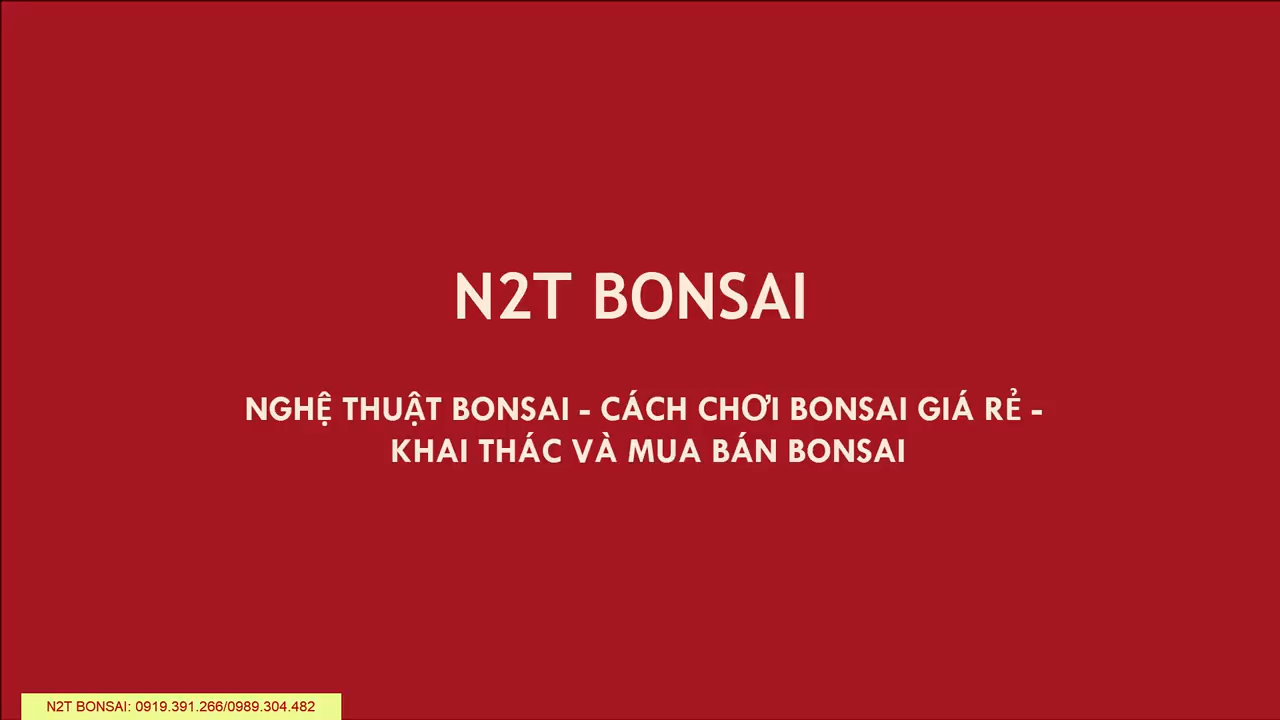 N2T BONSAI
NGHỆ THUẬT BONSAI - CÁCH CHƠI BONSAI GIÁ RẺ -
KHAI THÁC VÀ MUA BÁN BONSAI
N2T BONSAI: 0919.391.266/0989.304.482